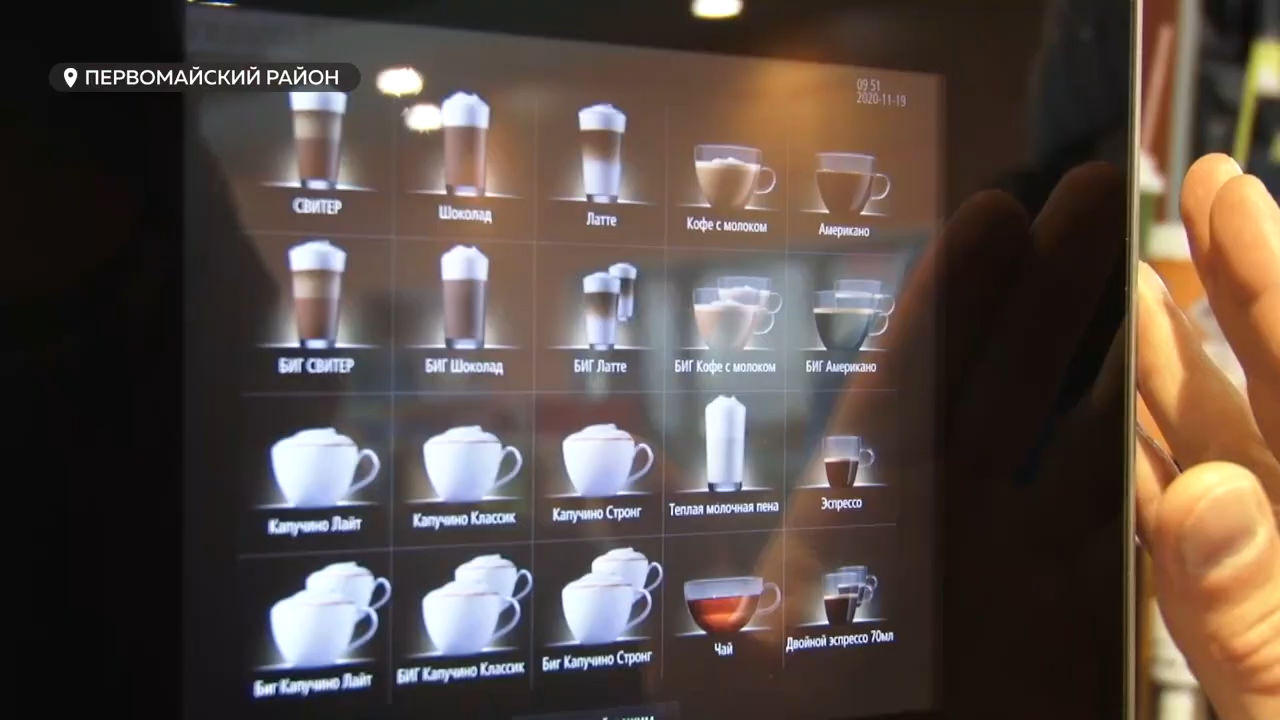 ПЕРВОМАЙСКИЙ РАЙОН
09 51
2020-11-19
СВИТЕР
Шоколад
Латте
Кофе с молоком
Американо
БИГ СВИТЕР
БИГ Шоколад
БИГ Латте
БИГ Кофе с молоком
БИГ Американо
Капучино Лайт
Капучино Классик
Капучино Стронг
Теплая молочная пена
Эспрессо
Биг Капучино Лайт
БИГ Капучино Классик
Биг Капучино Стронг
Чай
Двойной эспрессо 70мл